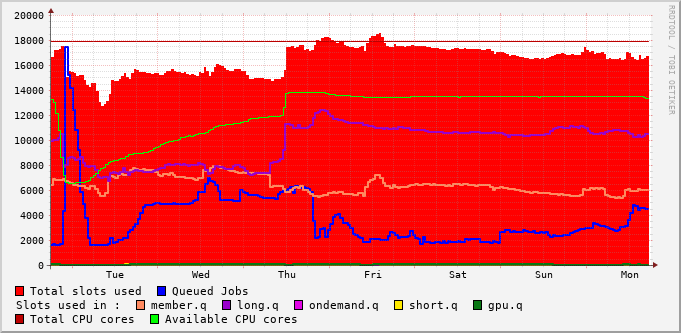 20000
18000
16000
14000
12000
10000
8000
6000
4000
2000
0
Tue Wed Thu Fri Sat Sun Mon
RRDTOOL / TOBI OETIKER
Total slots used Queued Jobs
Slots used in : member.q long.q ondemand.q short.q gpu.q
Total CPU cores Available CPU cores